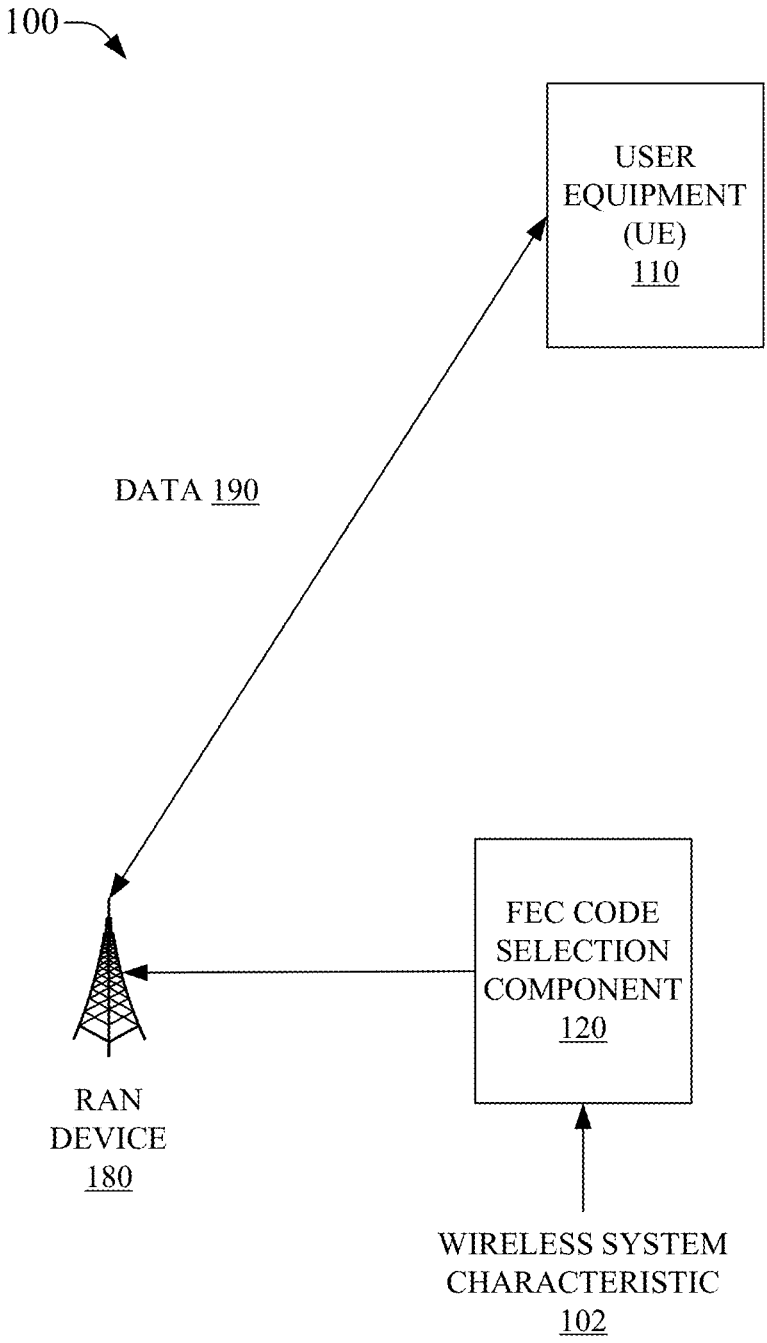 100
USER
EQUIPMENT
(UE)
110
DATA 190
FEC CODE
SELECTION
COMPONENT
120
RAN
DEVICE
180
WIRELESS SYSTEM
CHARACTERISTIC
102